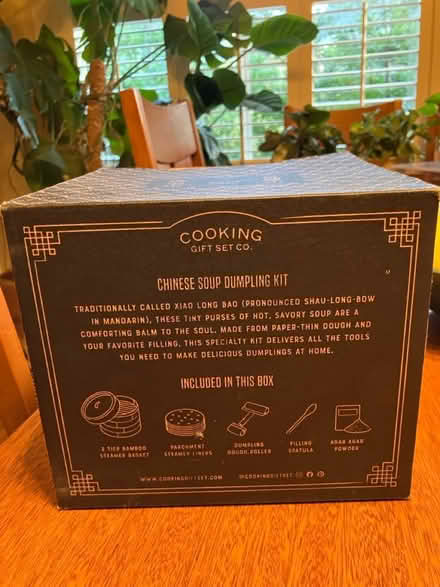 COOKING
GIFT SET CO.
CHINESE SOUP DUMPLING KIT
TRADITIONALLY CALLED XIAO LONG BAO (PRONOUNCED SHAU-LONG-BOW
IN MANDARIN), THESE TINY PURSES OF HOT, SAVORY SOUP ARE A
COMFORTING BALM TO THE SOUL. MADE FROM PAPER-THIN DOUGH AND
YOUR FAVORITE FILLING, THIS SPECIALTY KIT DELIVERS ALL THE TOOLS
YOU NEED TO MAKE DELICIOUS DUMPLINGS AT HOME.
INCLUDED IN THIS BOX
2 TIER BAMBOO
STEAMER BASKET
PARCHMENT
STEAMER LINERS
DUMPLING
DOUGH ROLLER
FILLING
SPATULA
AGAR AGAR
POWDER
WWW.COOKINGGIFTSET.COM
@COOKINGGIFTSET